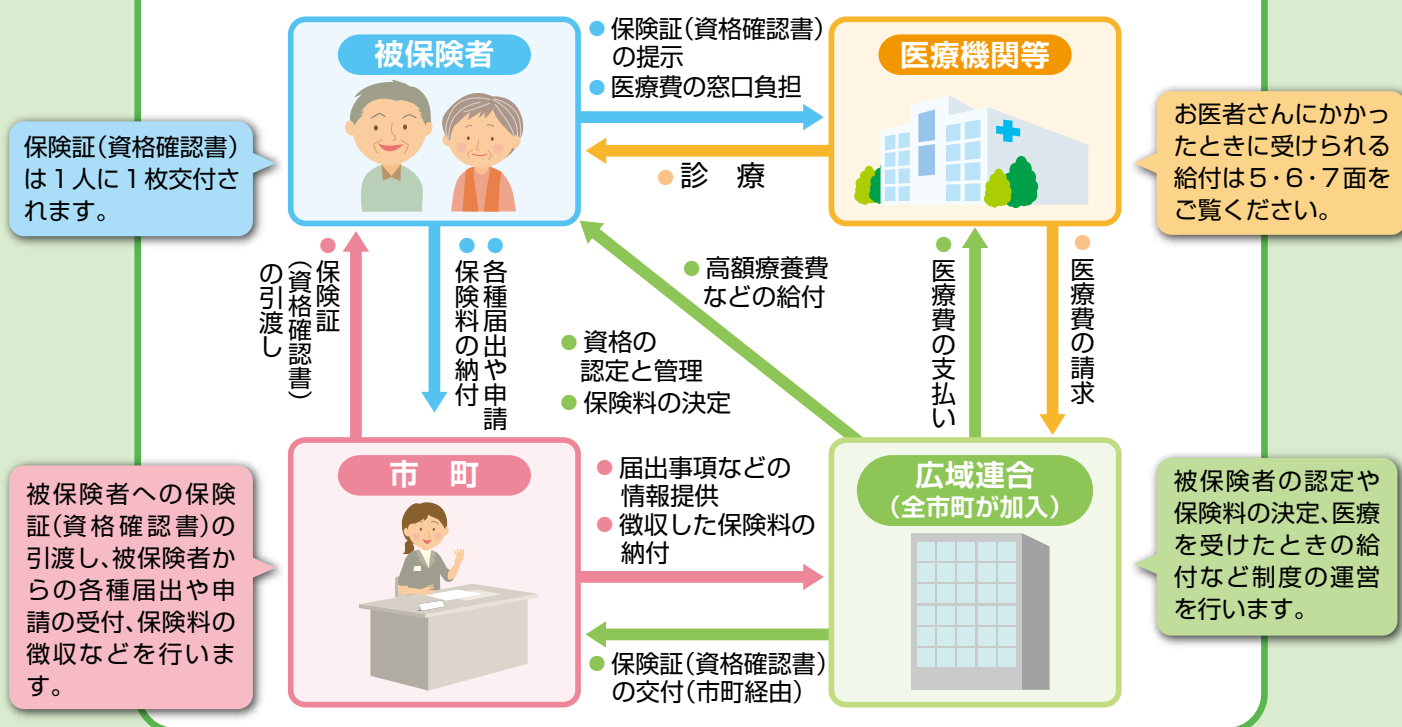 被保険者
保険証(資格確認書)
の提示
医療費の窓口負担
医療機関等
診　療
保険証(資格確認書)
は1人に1枚交付さ
れます。
お医者さんにかかっ
たときに受けられる
給付は5・6・7面を
ご覧ください。
保険証
(資格確認書)
の引渡し
各種届出や申請
保険料の納付
高額療養費
などの給付
資格の
認定と管理
保険料の決定
医療費の支払い
医療費の請求
市　町
届出事項などの
情報提供
徴収した保険料の
納付
広域連合
(全市町が加入)
保険証(資格確認書)
の交付(市町経由)
被保険者への保険
証(資格確認書)の
引渡し、被保険者か
らの各種届出や申
請の受付、保険料の
徴収などを行いま
す。
被保険者の認定や
保険料の決定、医療
を受けたときの給
付など制度の運営
を行います。